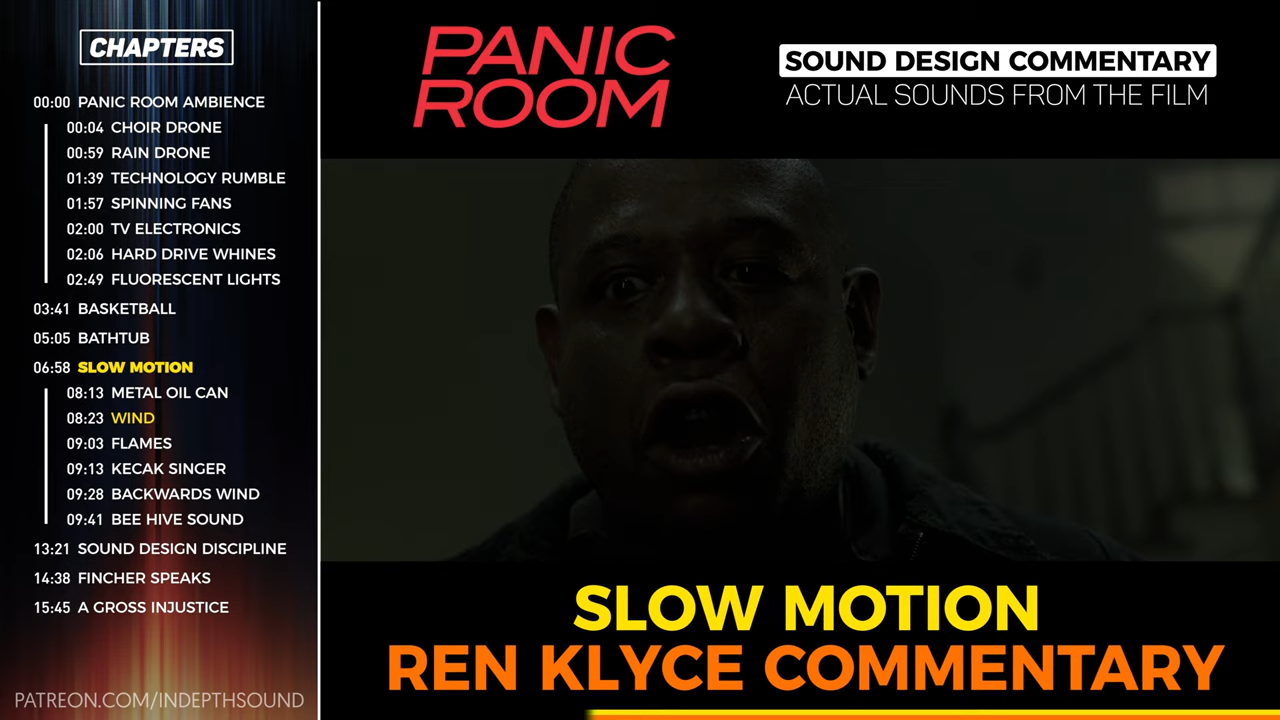 CHAPTERS
00:00 PANIC ROOM AMBIENCE
00:04 CHOIR DRONE
00:59 RAIN DRONE
01:39 TECHNOLOGY RUMBLE
01:57 SPINNING FANS
02:00 TV ELECTRONICS
02:06 HARD DRIVE WHINES
02:49 FLUORESCENT LIGHTS
03:41 BASKETBALL
05:05 BATHTUB
06:58 SLOW MOTION
08:13 METAL OIL CAN
08:23 WIND
09:03 FLAMES
09:13 KECAK SINGER
09:28 BACKWARDS WIND
09:41 BEE HIVE SOUND
13:21 SOUND DESIGN DISCIPLINE
14:38 FINCHER SPEAKS
15:45 A GROSS INJUSTICE
PATREON.COM/INDEPTHSOUND
PANIC
ROOM
SOUND DESIGN COMMENTARY
ACTUAL SOUNDS FROM THE FILM
SLOW MOTION
REN KLYCE COMMENTARY